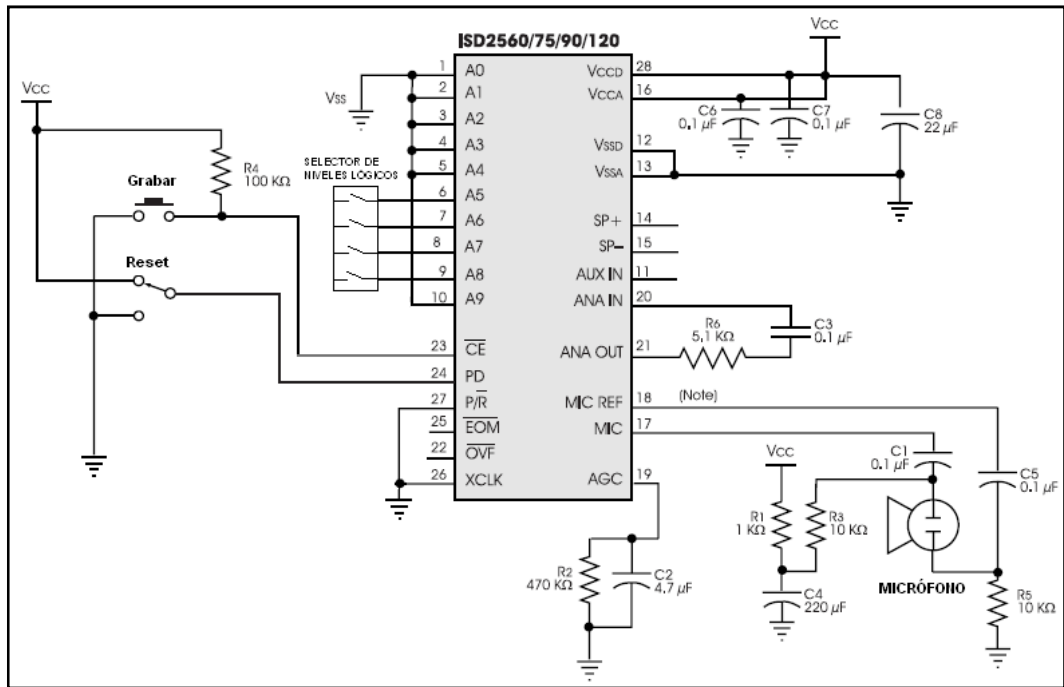 ISD2560/75/90/120
Vcc
Vcc
Vss
1 A0
2 A1
3 A2
4 A3
5 A4
6 A5
7 A6
8 A7
9 A8
10 A9
23 CE
24 PD
27 P/R
25 EOM
22 OVF
26 XCLK
VCCD 28
VCCA 16
VSSD 12
VSSA 13
SP+ 14
SP– 15
AUX IN 11
ANA IN 20
ANA OUT 21
MIC REF 18
MIC 17
AGC 19
R4
100 KΩ
Grabar
Reset
SELECTOR DE
NIVELES LÓGICOS
C6
0,1 µF
C7
0,1 µF
C8
22 µF
R6
5,1 KΩ
C3
0.1 µF
(Note)
C1
0.1 µF
C5
0.1 µF
Vcc
R1
1 KΩ
R3
10 KΩ
C4
220 µF
MICRÓFONO
R5
10 KΩ
R2
470 KΩ
C2
4.7 µF